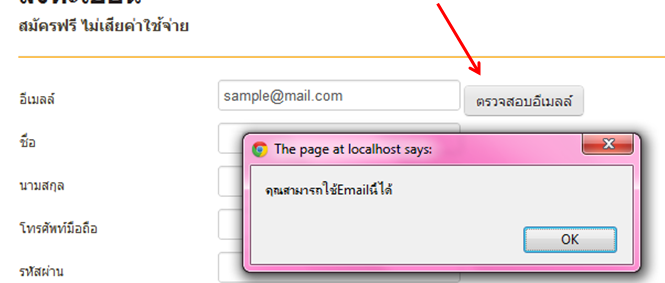 สมัครฟรี ไม่เสียค่าใช้จ่าย
อีเมลล์
sample@mail.com
ตรวจสอบอีเมลล์
ชื่อ
The page at localhost says:
นามสกุล
คุณสามารถใช้Emailนี้ได้
โทรศัพท์มือถือ
OK
รหัสผ่าน